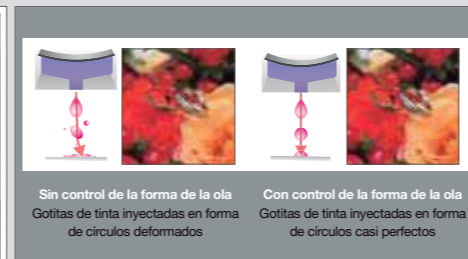 Sin control de la forma de la ola
Gotitas de tinta inyectadas en forma
de círculos deformados
Con control de la forma de la ola
Gotitas de tinta inyectadas en forma
de círculos casi perfectos